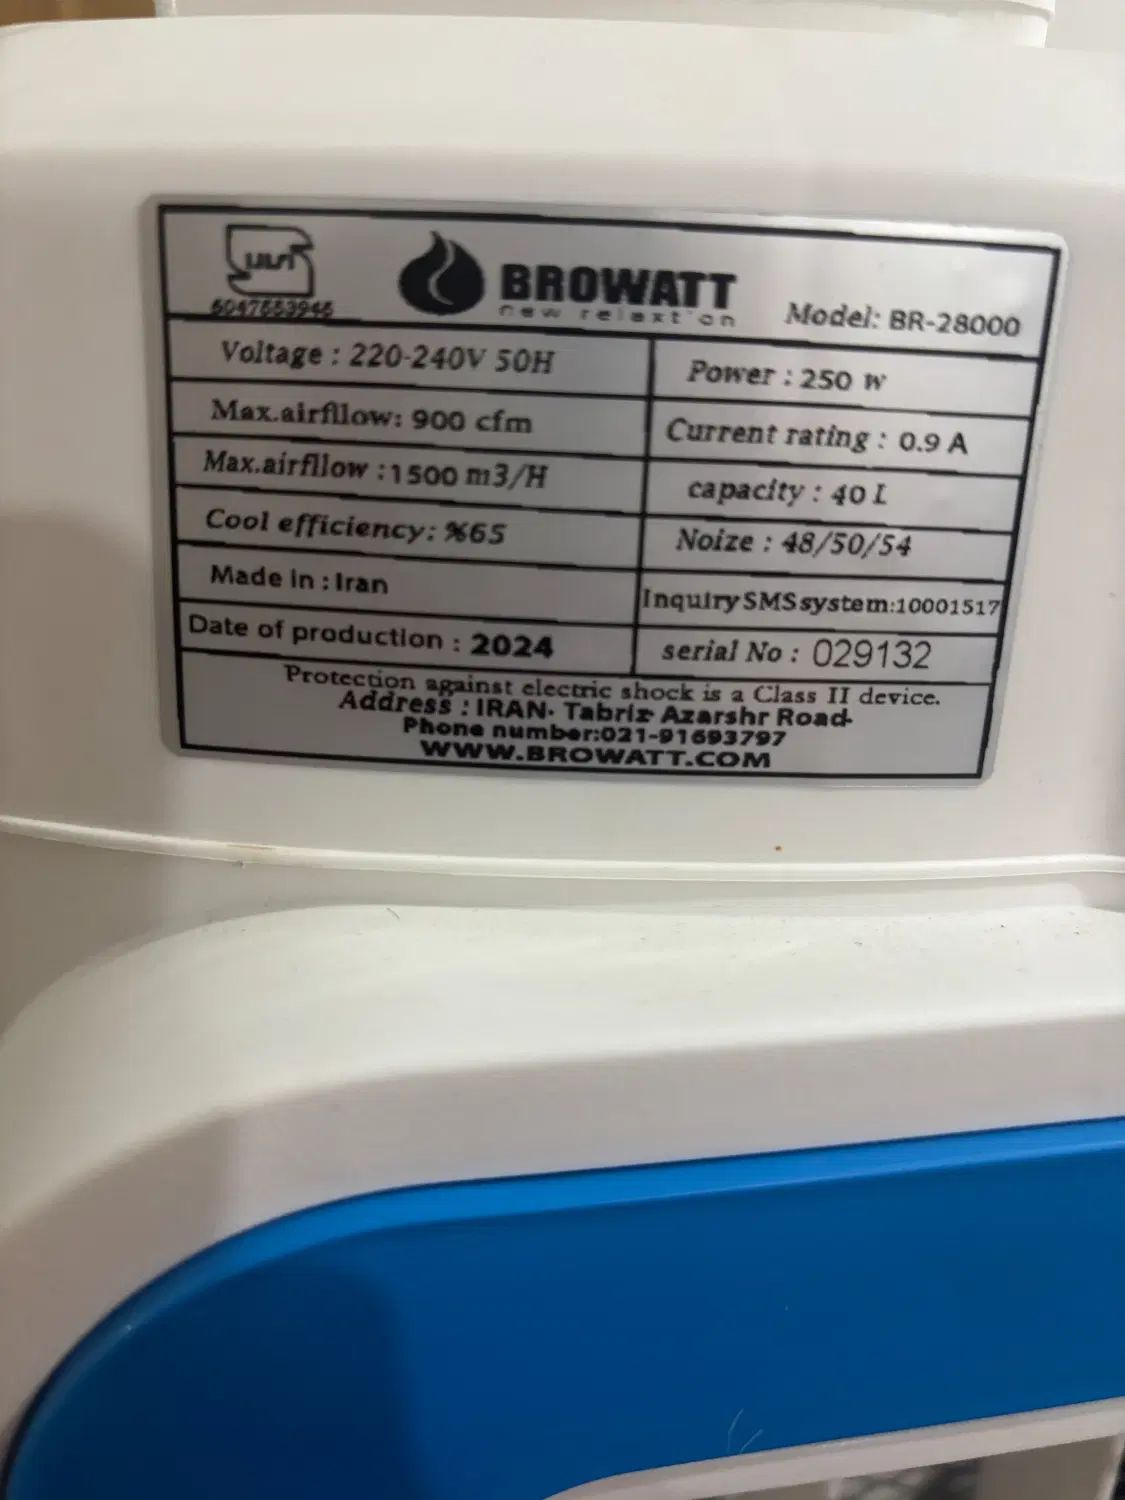 6047553945
BROWATT
new relaxt on
Model: BR-28000
Voltage : 220-240V 50H
Power : 250 w
Max.airfllow: 900 cfm
Current rating : 0.9 A
Max.airfllow :1500 m3/H
capacity : 40 L
Cool efficiency: %65
Noize : 48/50/54
Made in : Iran
Inquiry SMS system:10001517
Date of production : 2024
serial No : 029132
Protection against electric shock is a Class II device.
Address : IRAN- Tabriz- Azarshr Road-
Phone number:021-91693797
WWW.BROWATT.COM